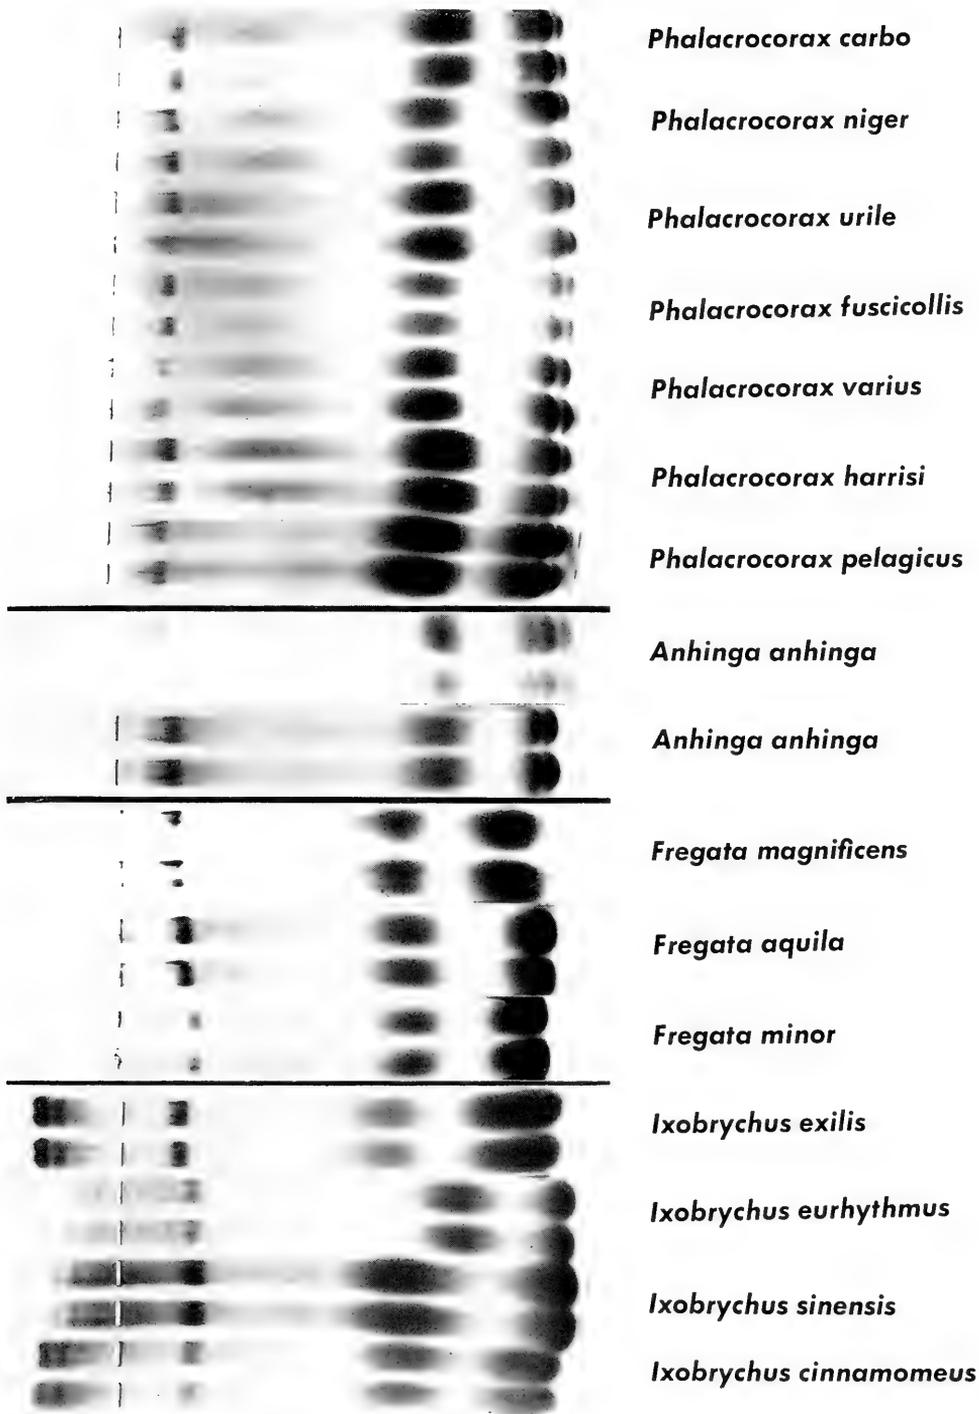 Phalacrocorax carbo
Phalacrocorax niger
Phalacrocorax urile
Phalacrocorax fuscicollis
Phalacrocorax varius
Phalacrocorax harrisi
Phalacrocorax pelagicus
Anhinga anhinga
Anhinga anhinga
Fregata magnificens
Fregata aquila
Fregata minor
Ixobrychus exilis
Ixobrychus eurhythmus
Ixobrychus sinensis
Ixobrychus cinnamomeus